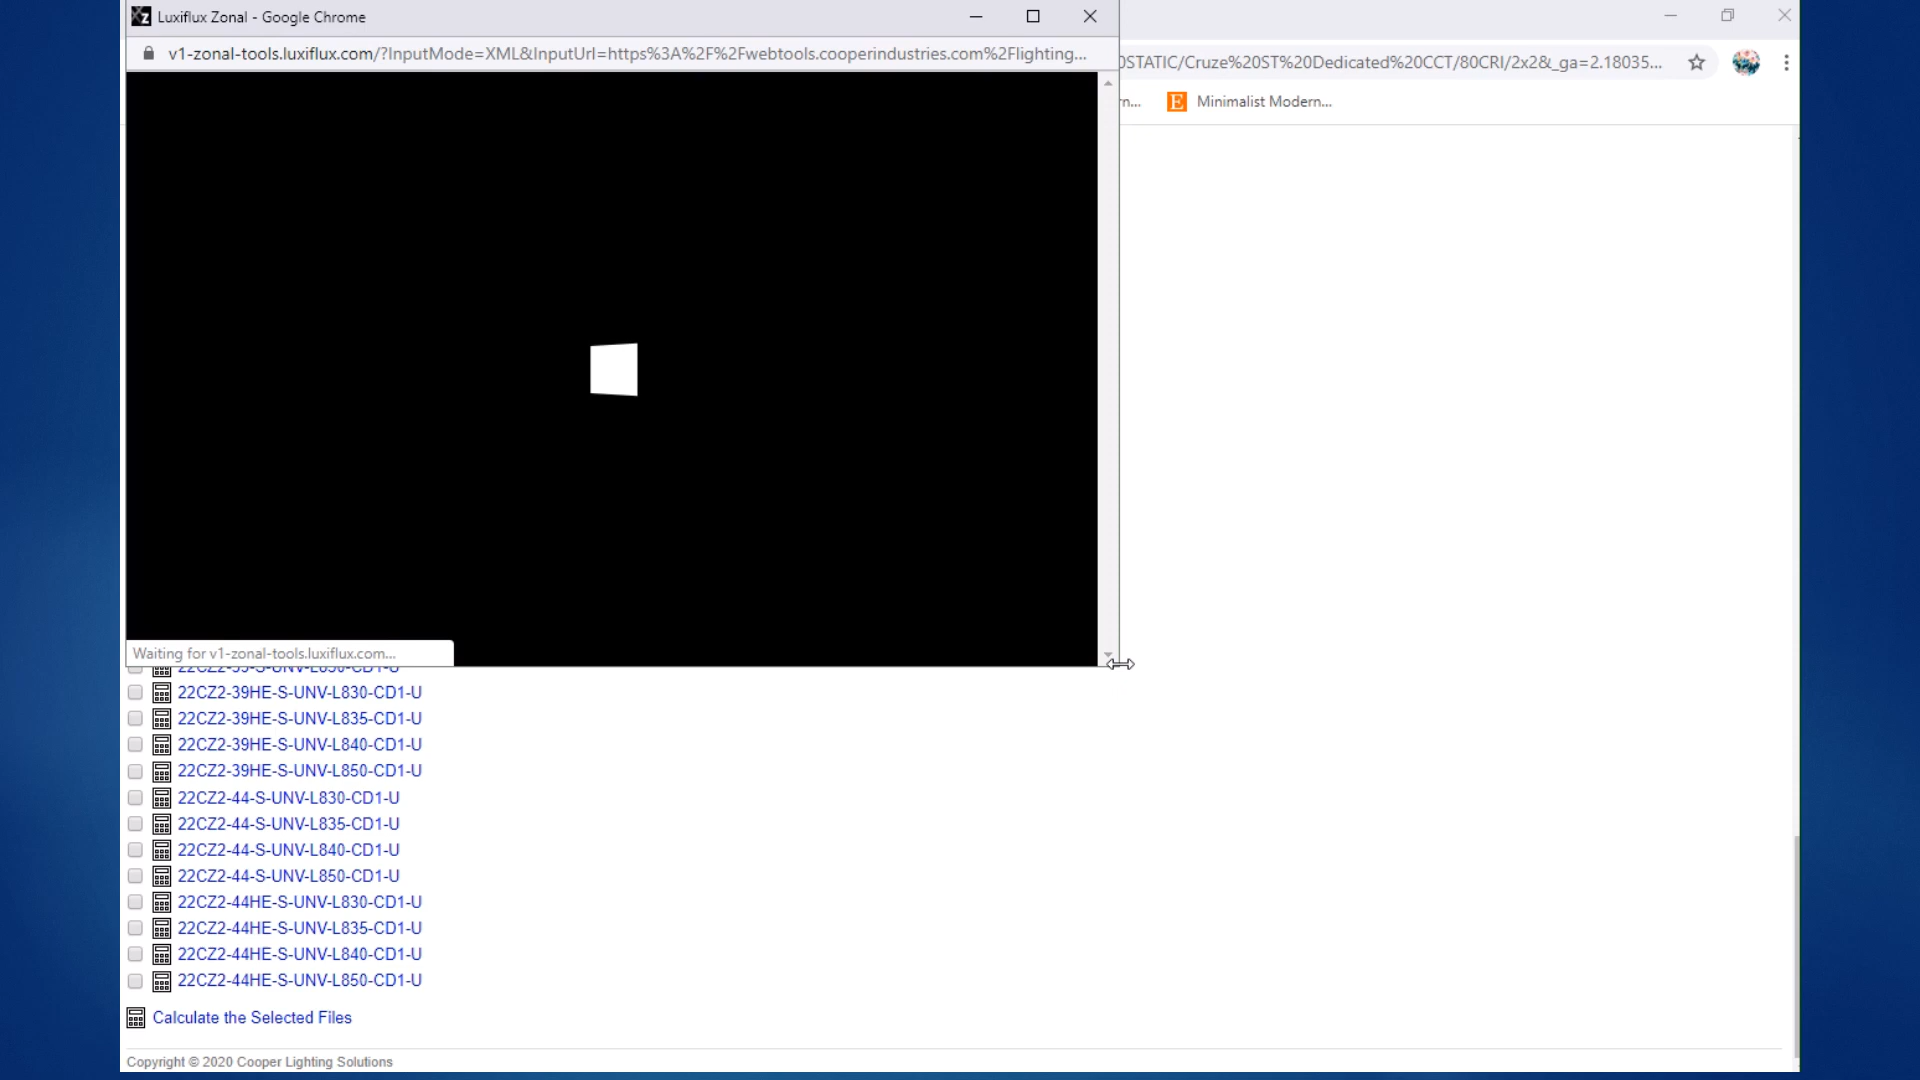 Luxiflux Zonal - Google Chrome
v1-zonal-tools.luxiflux.com/?InputMode=XML&InputUrl=https%3A%2F%2Fwebtools.cooperindustries.com%2Flighting...
STATIC/Cruze%20ST%20Dedicated%20CCT/80CRI/2x2&_ga=2.18035...
E Minimalist Modern...
Waiting for v1-zonal-tools.luxiflux.com...
22CZ2-39HE-S-UNV-L830-CD1-U
22CZ2-39HE-S-UNV-L835-CD1-U
22CZ2-39HE-S-UNV-L840-CD1-U
22CZ2-39HE-S-UNV-L850-CD1-U
22CZ2-44-S-UNV-L830-CD1-U
22CZ2-44-S-UNV-L835-CD1-U
22CZ2-44-S-UNV-L840-CD1-U
22CZ2-44-S-UNV-L850-CD1-U
22CZ2-44HE-S-UNV-L830-CD1-U
22CZ2-44HE-S-UNV-L835-CD1-U
22CZ2-44HE-S-UNV-L840-CD1-U
22CZ2-44HE-S-UNV-L850-CD1-U
Calculate the Selected Files
Copyright © 2020 Cooper Lighting Solutions